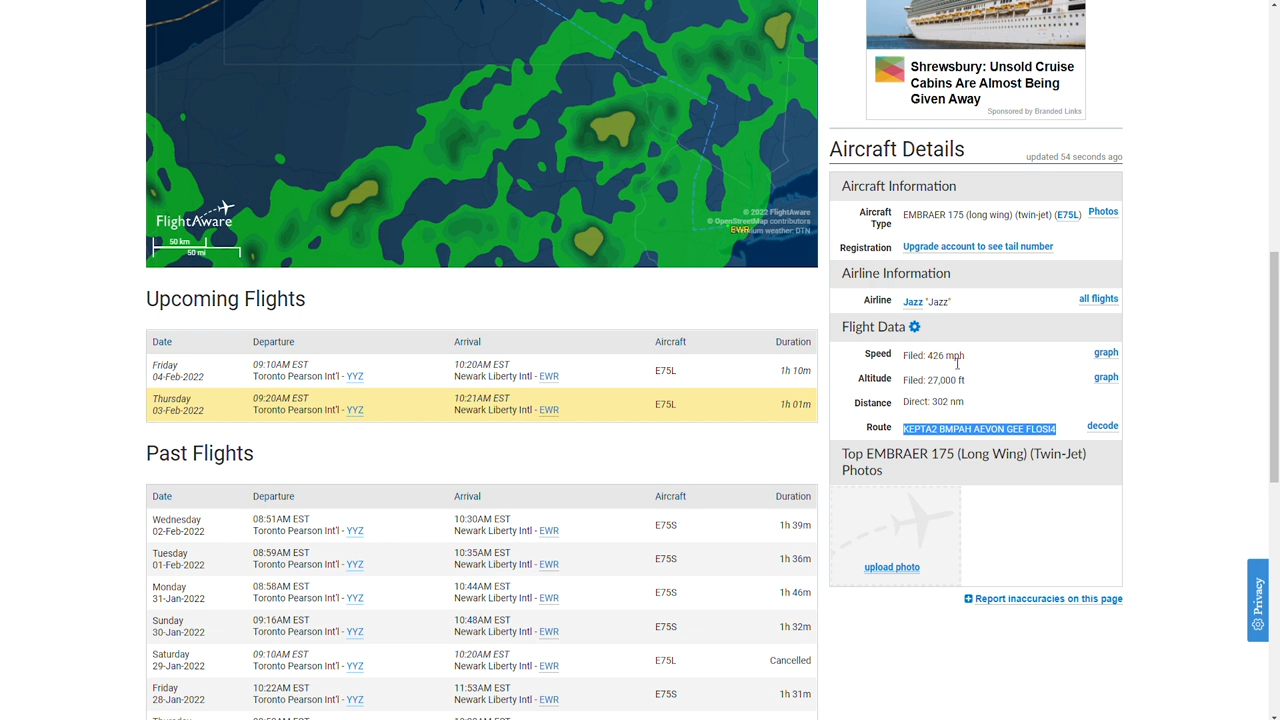 Shrewsbury: Unsold Cruise
Cabins Are Almost Being
Given Away
Sponsored by Branded Links
FlightAware
50 km
50 mi
© 2022 FlightAware
© OpenStreetMap contributors
EWR
weather: DTN
Aircraft Details
updated 54 seconds ago
Aircraft Information
Aircraft Type EMBRAER 175 (long wing) (twin-jet) (E75L) Photos
Registration Upgrade account to see tail number
Airline Information
Airline Jazz "Jazz" all flights
Flight Data
Speed Filed: 426 mph graph
Altitude Filed: 27,000 ft graph
Distance Direct: 302 nm
Route KEPTA2 BMPAH AEVON GEE FLOSI4 decode
Top EMBRAER 175 (Long Wing) (Twin-Jet)
Photos
upload photo
Report inaccuracies on this page
Privacy
Upcoming Flights
Date Departure Arrival Aircraft Duration
Friday 09:10AM EST 10:20AM EST
04-Feb-2022 Toronto Pearson Int'l - YYZ Newark Liberty Intl - EWR E75L 1h 10m
Thursday 09:20AM EST 10:21AM EST
03-Feb-2022 Toronto Pearson Int'l - YYZ Newark Liberty Intl - EWR E75L 1h 01m
Past Flights
Date Departure Arrival Aircraft Duration
Wednesday 08:51AM EST 10:30AM EST
02-Feb-2022 Toronto Pearson Int'l - YYZ Newark Liberty Intl - EWR E75S 1h 39m
Tuesday 08:59AM EST 10:35AM EST
01-Feb-2022 Toronto Pearson Int'l - YYZ Newark Liberty Intl - EWR E75S 1h 36m
Monday 08:58AM EST 10:44AM EST
31-Jan-2022 Toronto Pearson Int'l - YYZ Newark Liberty Intl - EWR E75S 1h 46m
Sunday 09:16AM EST 10:48AM EST
30-Jan-2022 Toronto Pearson Int'l - YYZ Newark Liberty Intl - EWR E75S 1h 32m
Saturday 09:10AM EST 10:20AM EST
29-Jan-2022 Toronto Pearson Int'l - YYZ Newark Liberty Intl - EWR E75L Cancelled
Friday 10:22AM EST 11:53AM EST
28-Jan-2022 Toronto Pearson Int'l - YYZ Newark Liberty Intl - EWR E75S 1h 31m